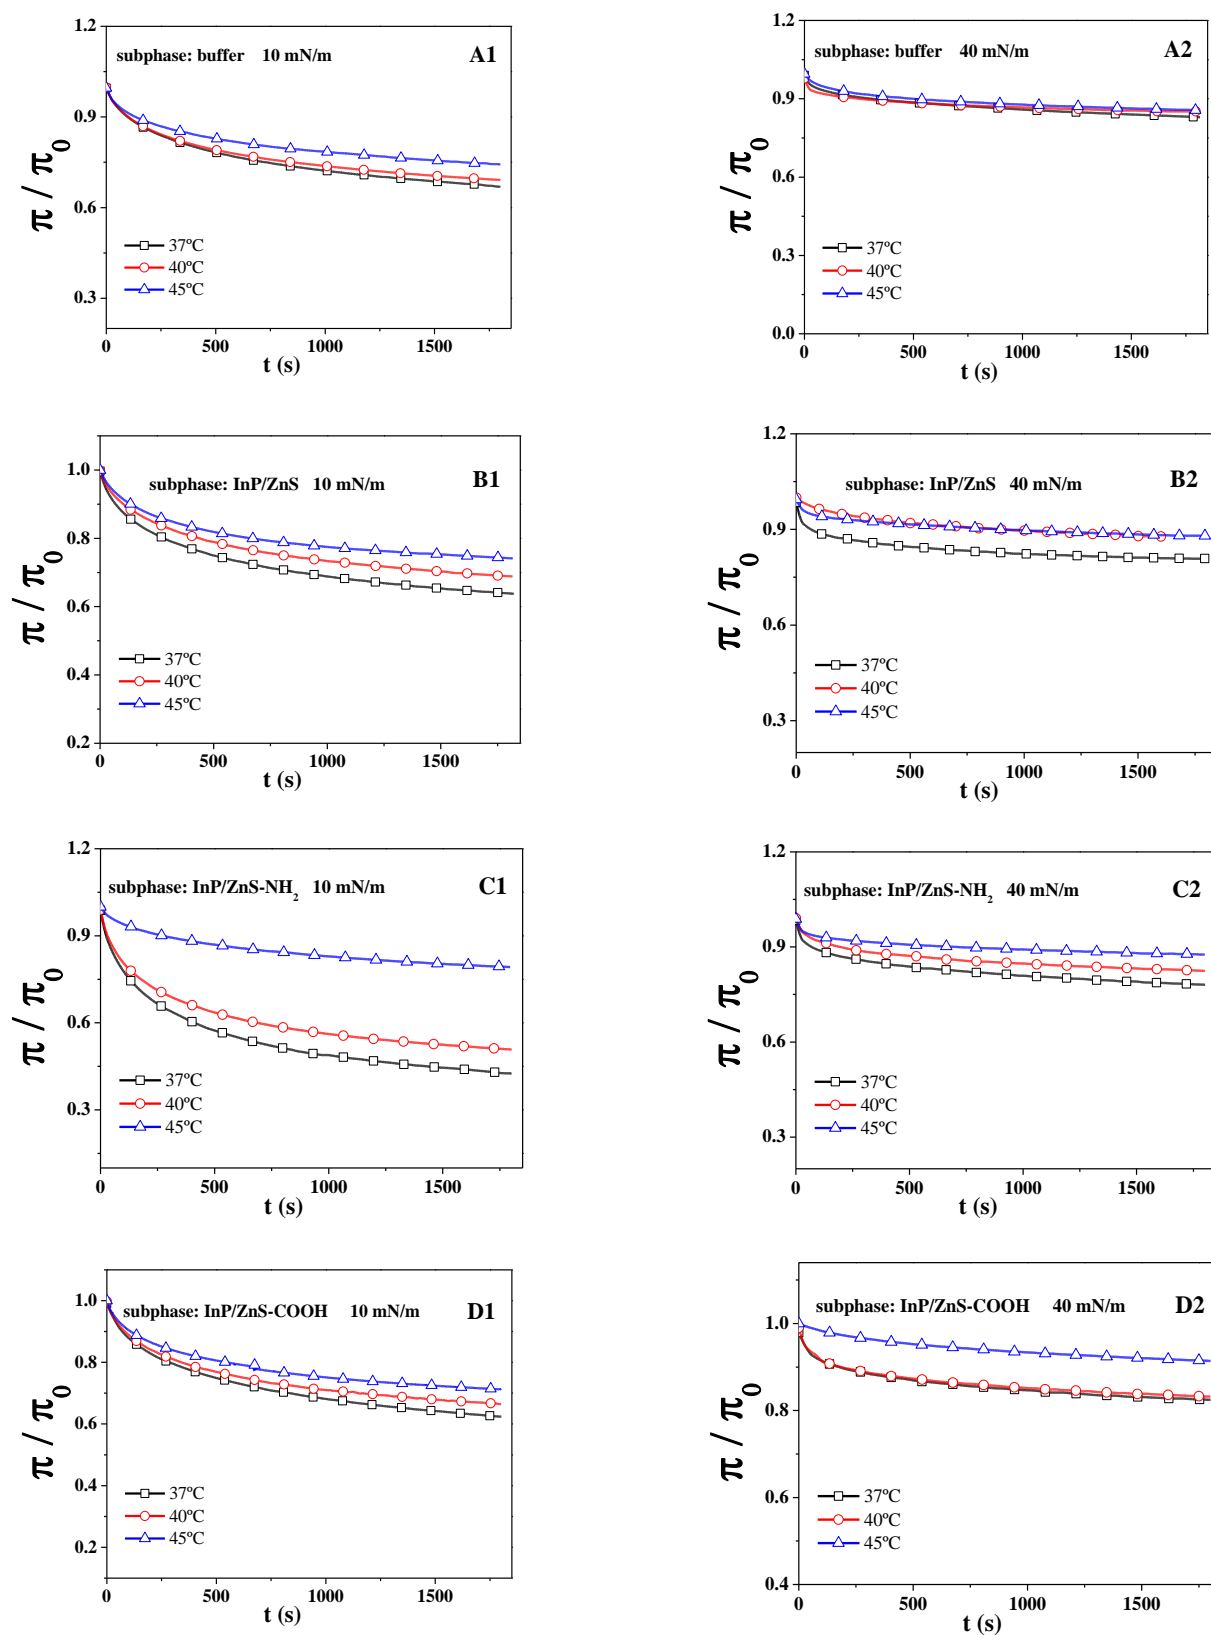 1.2
subphase: buffer 10 mN/m A1
0.9
0.6
0.3
π / π0
37ºC
40ºC
45ºC
0 500 1000 1500
t (s)
1.2
subphase: buffer 40 mN/m A2
0.9
0.6
0.3
0.0
π / π0
37ºC
40ºC
45ºC
0 500 1000 1500
t (s)
1.0
subphase: InP/ZnS 10 mN/m B1
0.8
0.6
0.4
0.2
π / π0
37ºC
40ºC
45ºC
0 500 1000 1500
t (s)
1.2
subphase: InP/ZnS 40 mN/m B2
0.9
0.6
0.3
π / π0
37ºC
40ºC
45ºC
0 500 1000 1500
t (s)
1.2
subphase: InP/ZnS-NH2 10 mN/m C1
0.9
0.6
0.3
π / π0
37ºC
40ºC
45ºC
0 500 1000 1500
t (s)
1.2
subphase: InP/ZnS-NH2 40 mN/m C2
0.9
0.6
0.3
π / π0
37ºC
40ºC
45ºC
0 500 1000 1500
t (s)
1.0
subphase: InP/ZnS-COOH 10 mN/m D1
0.8
0.6
0.4
0.2
π / π0
37ºC
40ºC
45ºC
0 500 1000 1500
t (s)
subphase: InP/ZnS-COOH 40 mN/m D2
1.0
0.8
0.6
0.4
π / π0
37ºC
40ºC
45ºC
0 500 1000 1500
t (s)